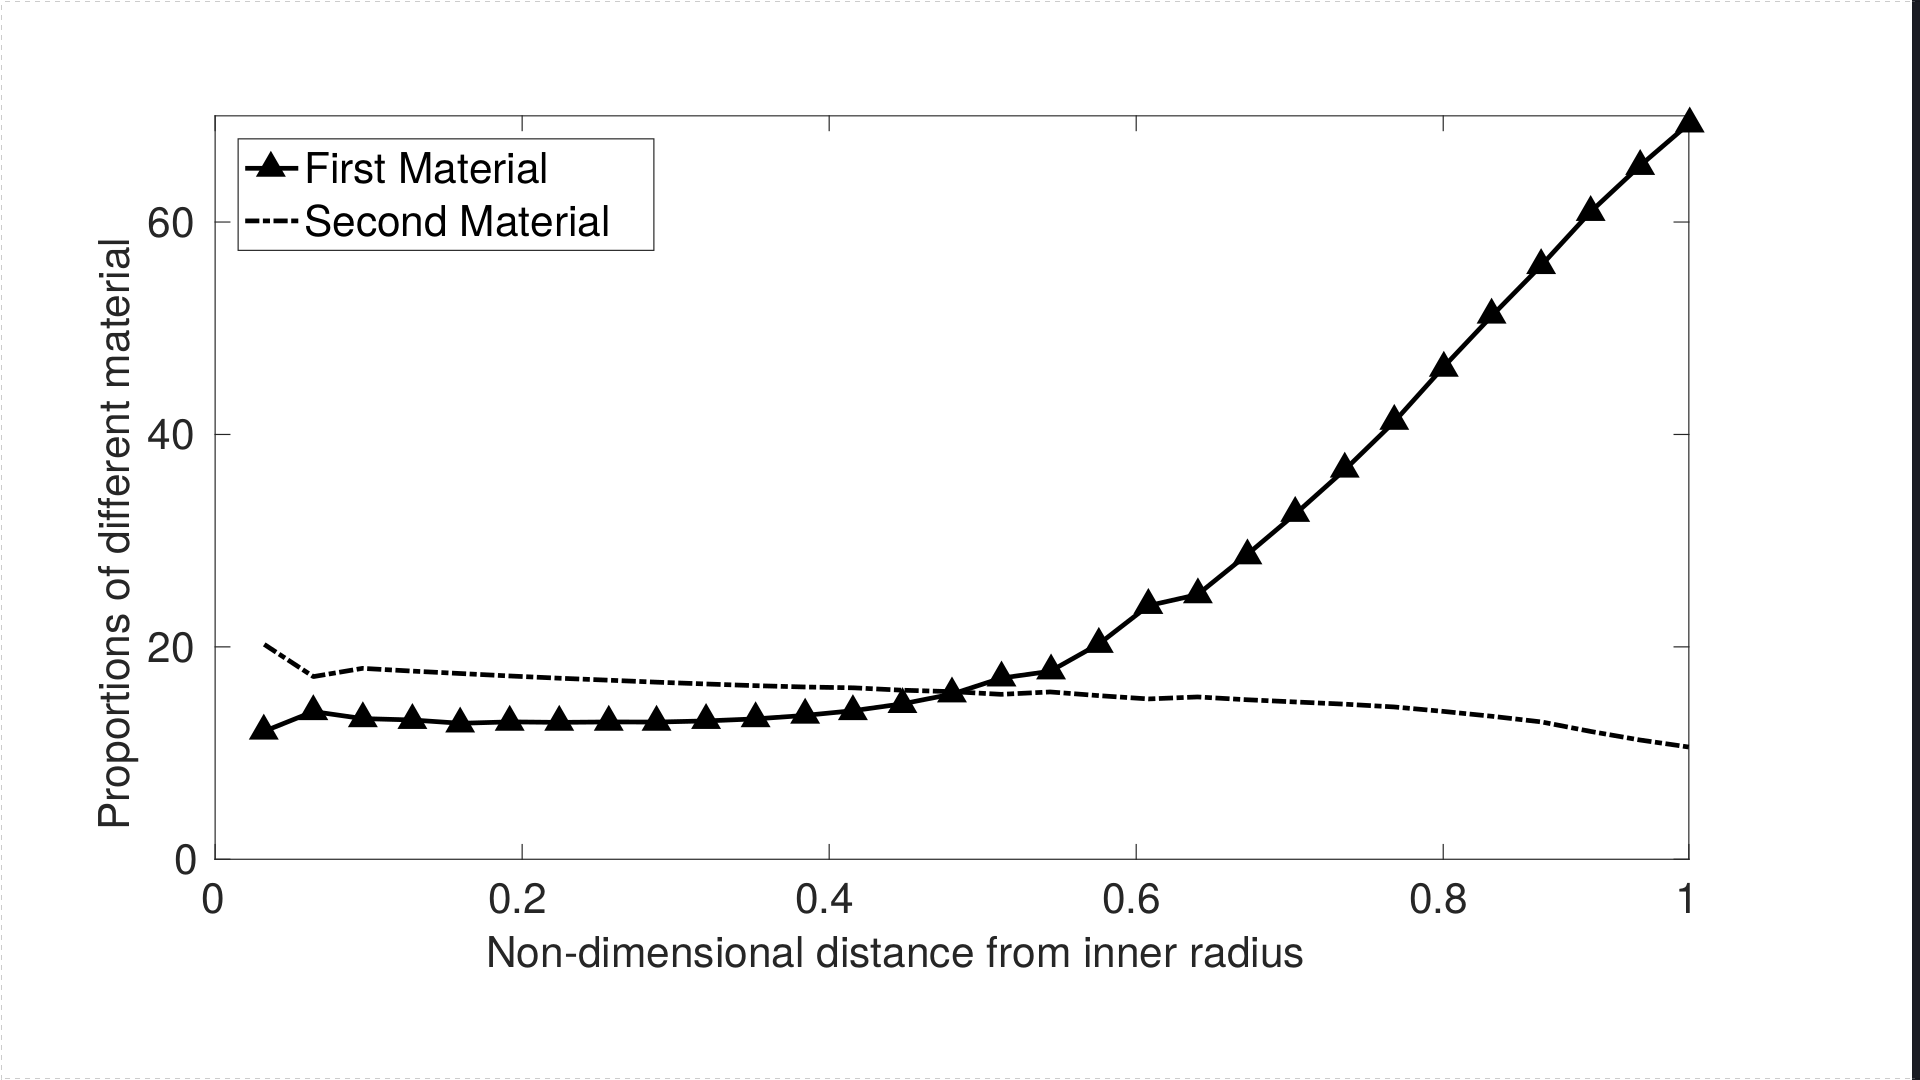 First Material
Second Material
60
40
20
0
Proportions of different material
0 0.2 0.4 0.6 0.8 1
Non-dimensional distance from inner radius